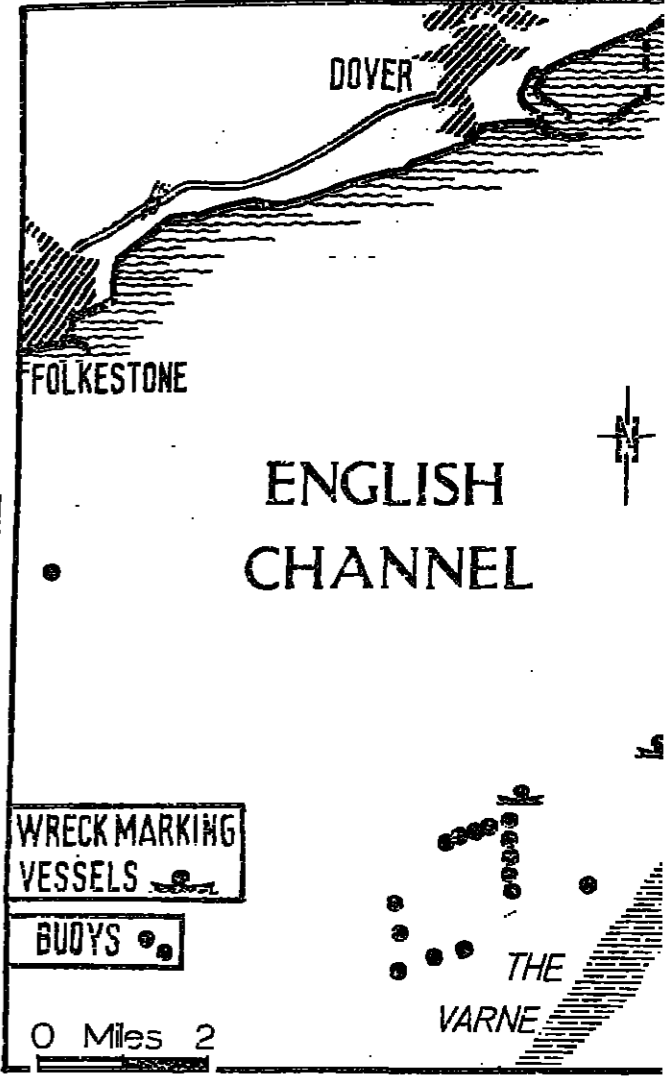 DOVER
FOLKESTONE
N
ENGLISH
CHANNEL
WRECK MARKING
VESSELS
BUOYS
THE
VARNE
0 Miles 2